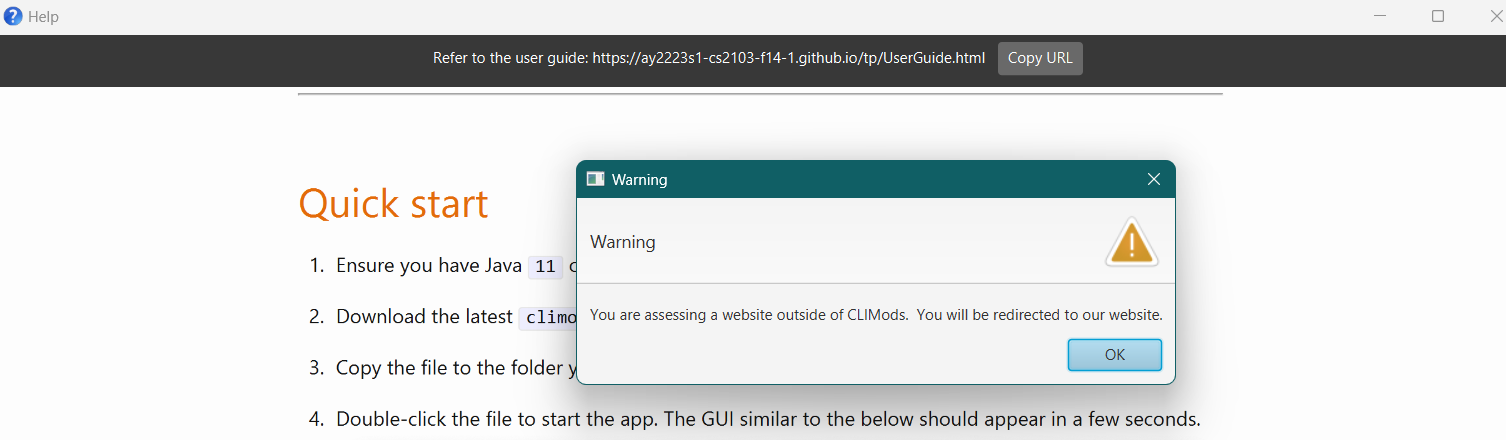 Help
Refer to the user guide: https://ay2223s1-cs2103-f14-1.github.io/tp/UserGuide.html Copy URL
Quick start
Warning
Warning
You are assessing a website outside of CLIMods.  You will be redirected to our website.
OK
1. Ensure you have Java 11
2. Download the latest
3. Copy the file to the folder
4. Double-click the file to start the app. The GUI similar to the below should appear in a few seconds.